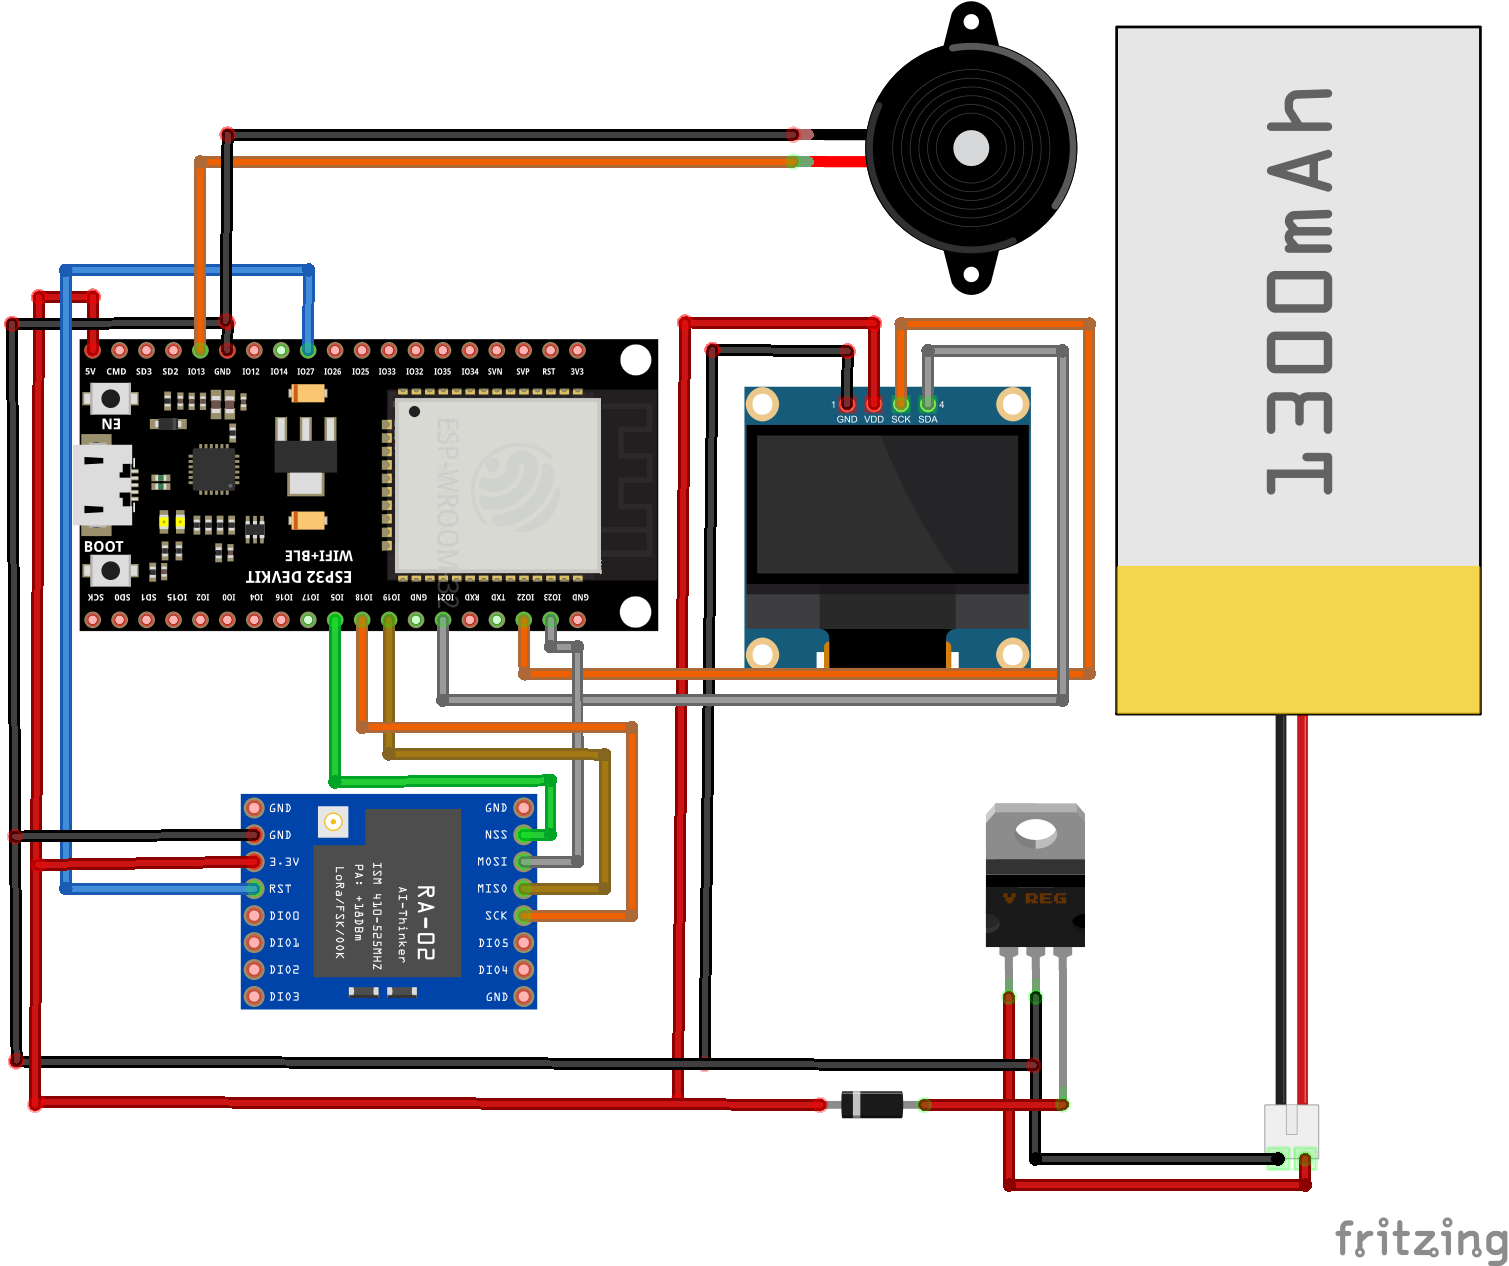 1300mAh
5V CMD SD3 SD2 IO13 GND IO12 IO14 IO27 IO26 IO25 IO33 IO32 IO35 IO34 SVN SVP RST 3V3
EN
BOOT
WIFI+BLE
ESP32 DEVKIT
ESP-WROOM-32
SCK SD0 SD1 IO15 IO2 IO0 IO4 IO16 IO17 IO5 IO18 IO19 GND IO21 RXD TXD IO22 IO23 GND
1 4
GND VDD SCK SDA
GND GND
GND NSS
3.3V MOSI
RST MISO
DIO0 SCK
DIO1 DIO5
DIO2 DIO4
DIO3 GND
RA-02
AI-Thinker
ISM 410-525MHZ
PA: +18DBm
LoRa/FSK/OOK
V REG
fritzing